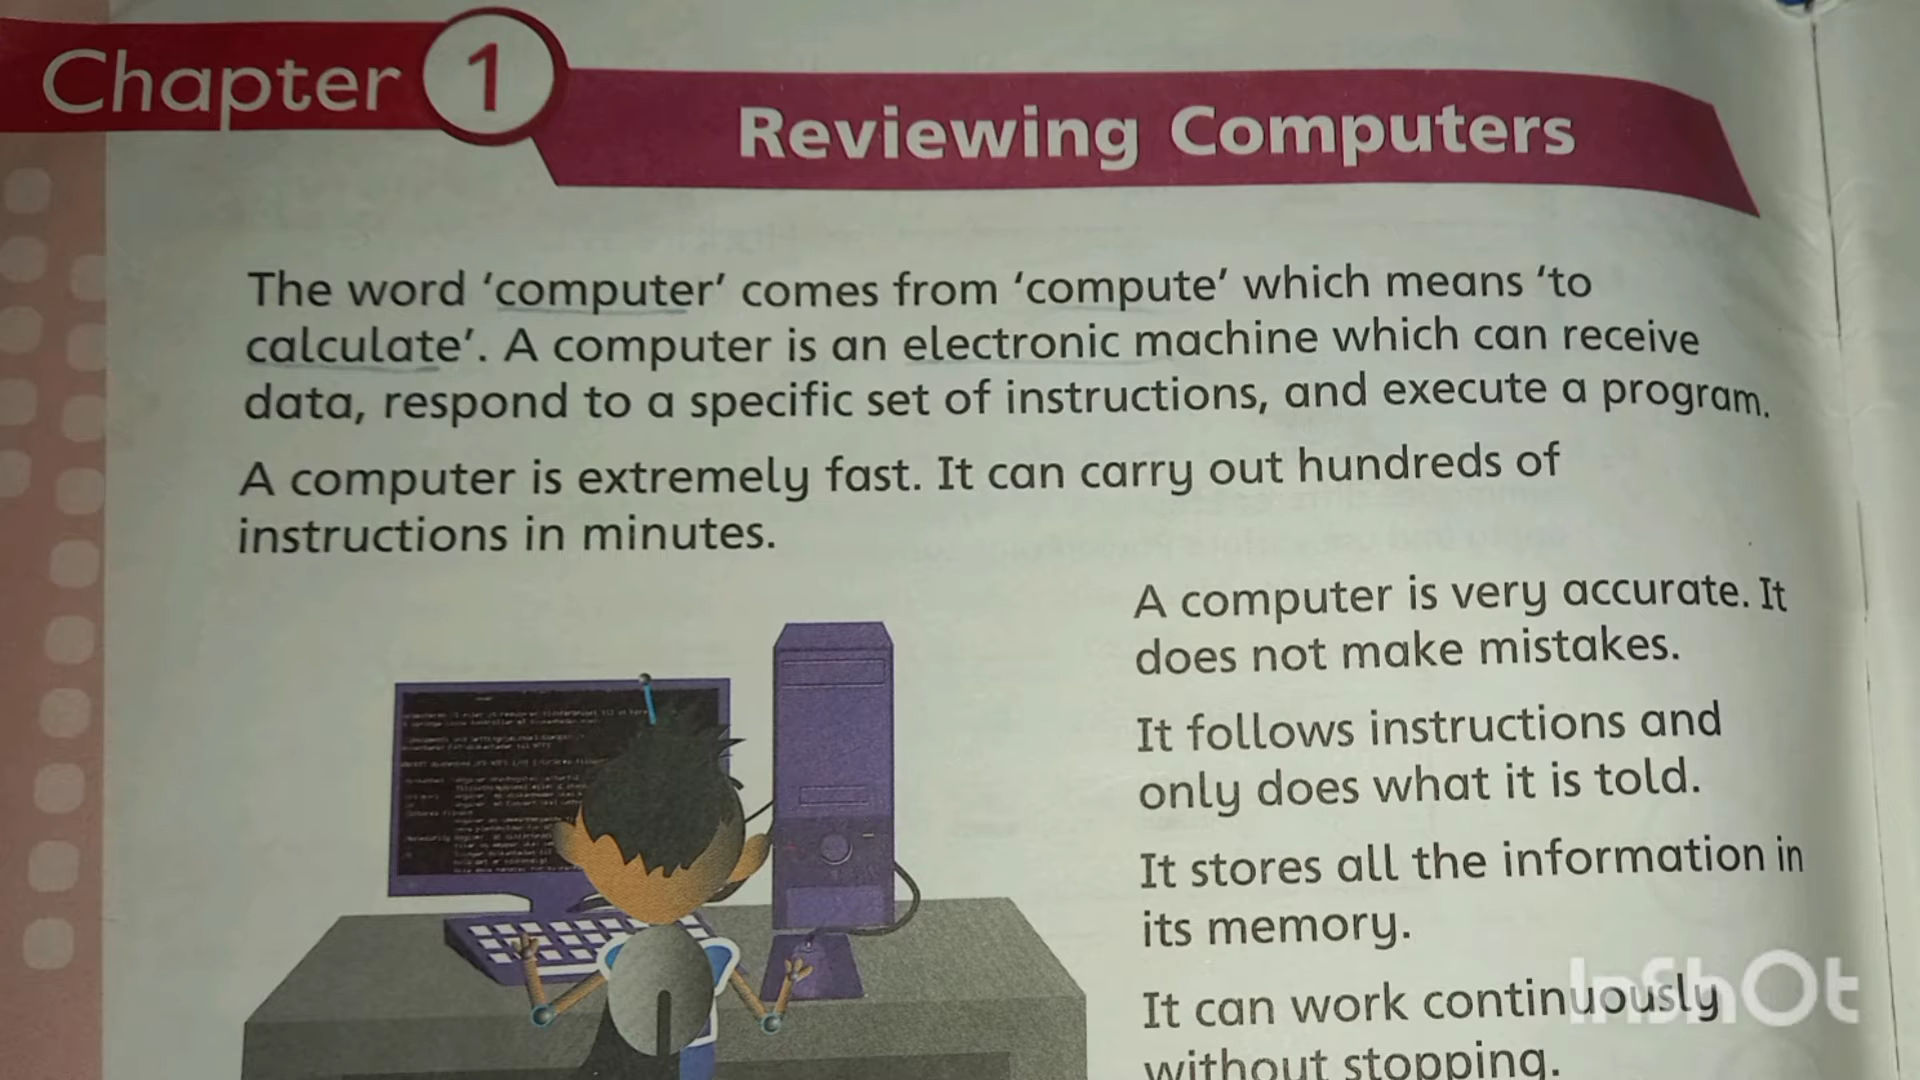 Chapter 1
Reviewing Computers
The word ‘computer’ comes from ‘compute’ which means ‘to
calculate’. A computer is an electronic machine which can receive
data, respond to a specific set of instructions, and execute a program.
A computer is extremely fast. It can carry out hundreds of
instructions in minutes.
A computer is very accurate. It
does not make mistakes.
It follows instructions and
only does what it is told.
It stores all the information in
its memory.
It can work continuously
without stopping.
InShOt